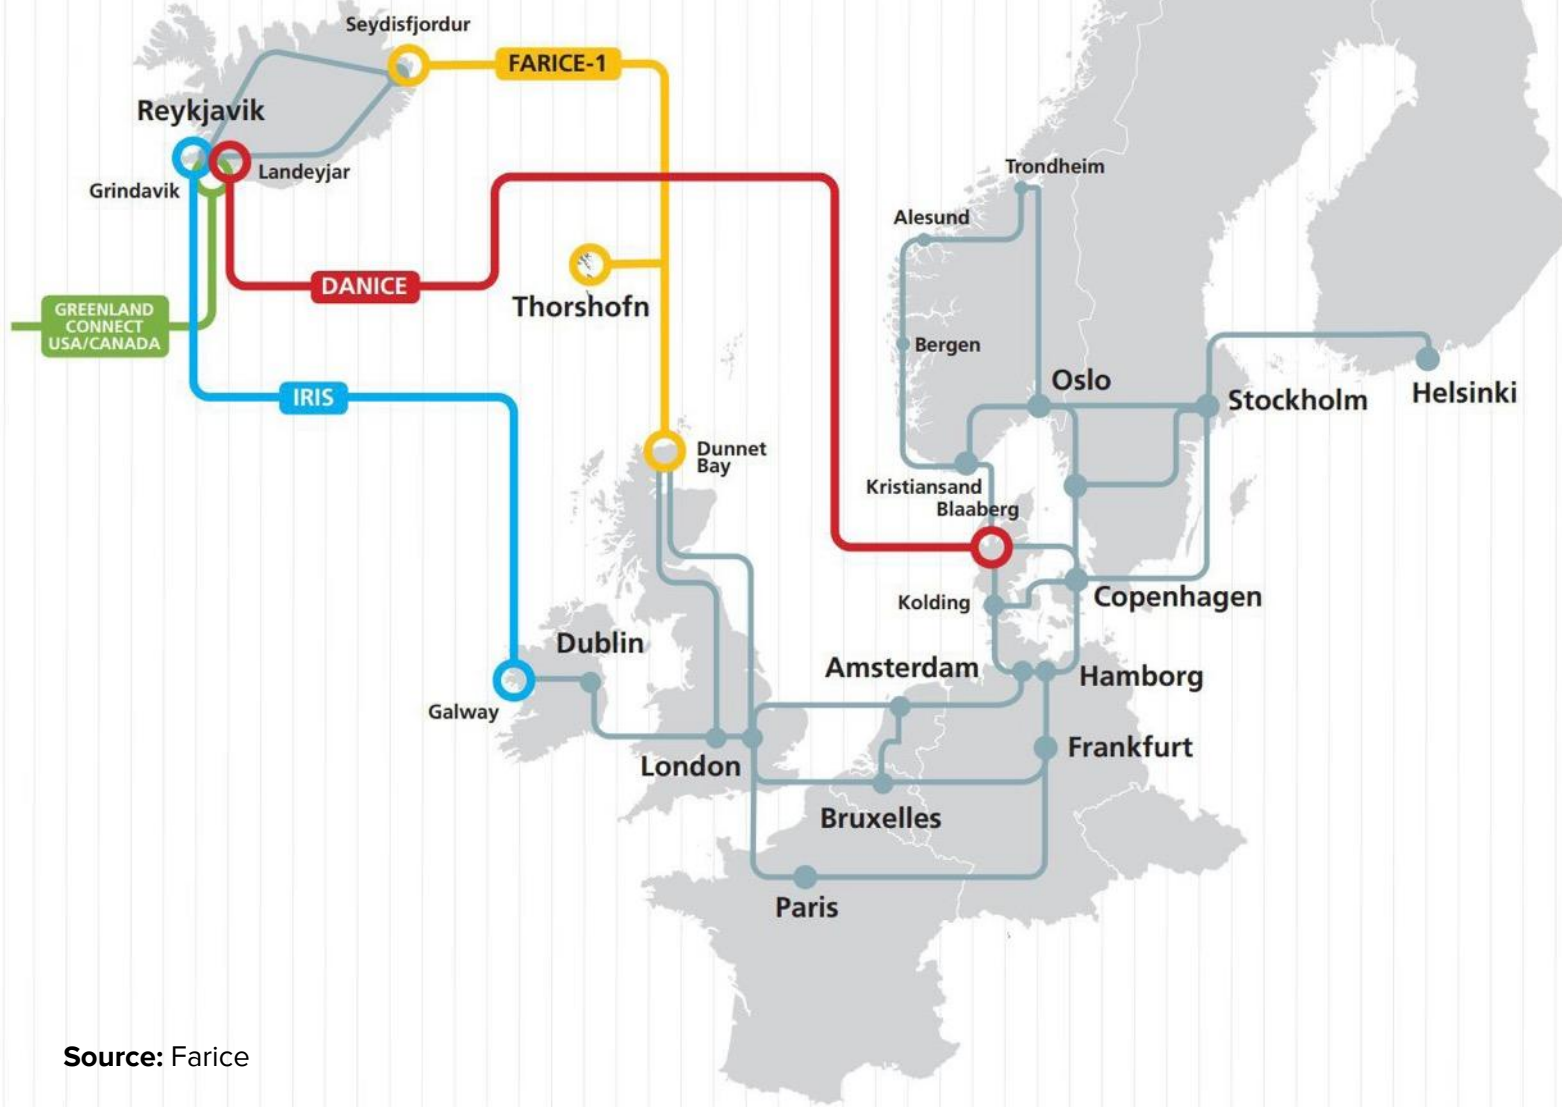 Seydisfjordur
FARICE-1
Reykjavik
Landeyjar
Grindavik
Trondheim
Alesund
DANICE
Thorshofn
GREENLAND
CONNECT
USA/CANADA
Bergen
IRIS
Oslo
Stockholm
Helsinki
Dunnet
Bay
Kristiansand
Blaaberg
Kolding
Copenhagen
Dublin
Amsterdam
Hamborg
Galway
London
Frankfurt
Bruxelles
Paris
Source: Farice